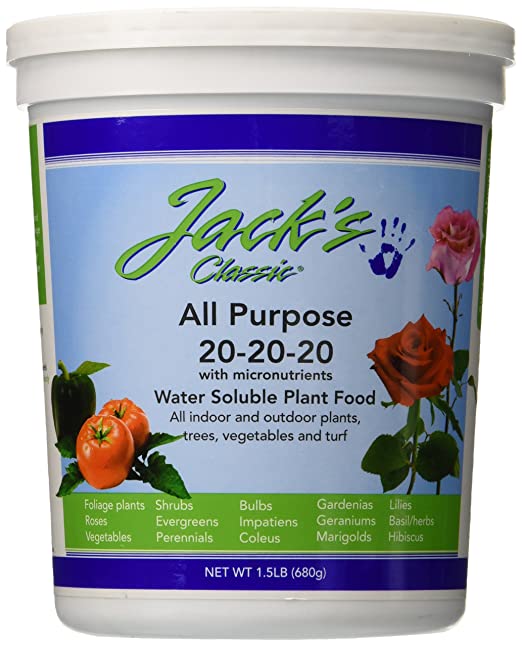 Jack's
Classic®
All Purpose
20-20-20
with micronutrients
Water Soluble Plant Food
All indoor and outdoor plants,
trees, vegetables and turf
Foliage plants Shrubs Bulbs Gardenias Lilies
Roses Evergreens Impatiens Geraniums Basil/herbs
Vegetables Perennials Coleus Marigolds Hibiscus
NET WT 1.5LB (680g)